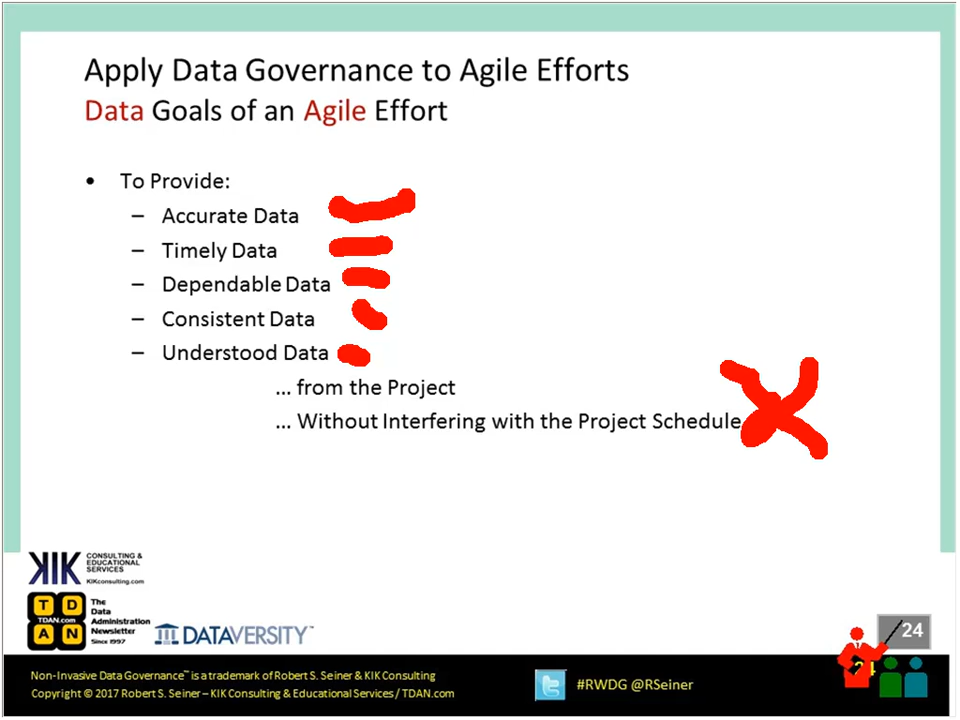 Apply Data Governance to Agile Efforts
Data Goals of an Agile Effort
• To Provide:
– Accurate Data
– Timely Data
– Dependable Data
– Consistent Data
– Understood Data
... from the Project
... Without Interfering with the Project Schedule
KIK CONSULTING & EDUCATIONAL SERVICES
KIKconsulting.com
TDAN.com
The Data Administration Newsletter
Since 1997
DATAVERSITY™
24
24
Non-Invasive Data Governance™ is a trademark of Robert S. Seiner & KIK Consulting
Copyright © 2017 Robert S. Seiner – KIK Consulting & Educational Services / TDAN.com
#RWDG @RSeiner